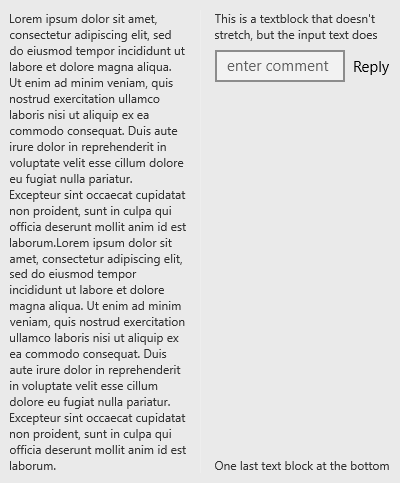 Lorem ipsum dolor sit amet,
consectetur adipiscing elit, sed
do eiusmod tempor incididunt ut
labore et dolore magna aliqua.
Ut enim ad minim veniam, quis
nostrud exercitation ullamco
laboris nisi ut aliquip ex ea
commodo consequat. Duis aute
irure dolor in reprehenderit in
voluptate velit esse cillum dolore
eu fugiat nulla pariatur.
Excepteur sint occaecat cupidatat
non proident, sunt in culpa qui
officia deserunt mollit anim id est
laborum.Lorem ipsum dolor sit
amet, consectetur adipiscing elit,
sed do eiusmod tempor
incididunt ut labore et dolore
magna aliqua. Ut enim ad minim
veniam, quis nostrud exercitation
ullamco laboris nisi ut aliquip ex
ea commodo consequat. Duis
aute irure dolor in reprehenderit
in voluptate velit esse cillum
dolore eu fugiat nulla pariatur.
Excepteur sint occaecat cupidatat
non proident, sunt in culpa qui
officia deserunt mollit anim id est
laborum.
This is a textblock that doesn't
stretch, but the input text does
enter comment
Reply
One last text block at the bottom